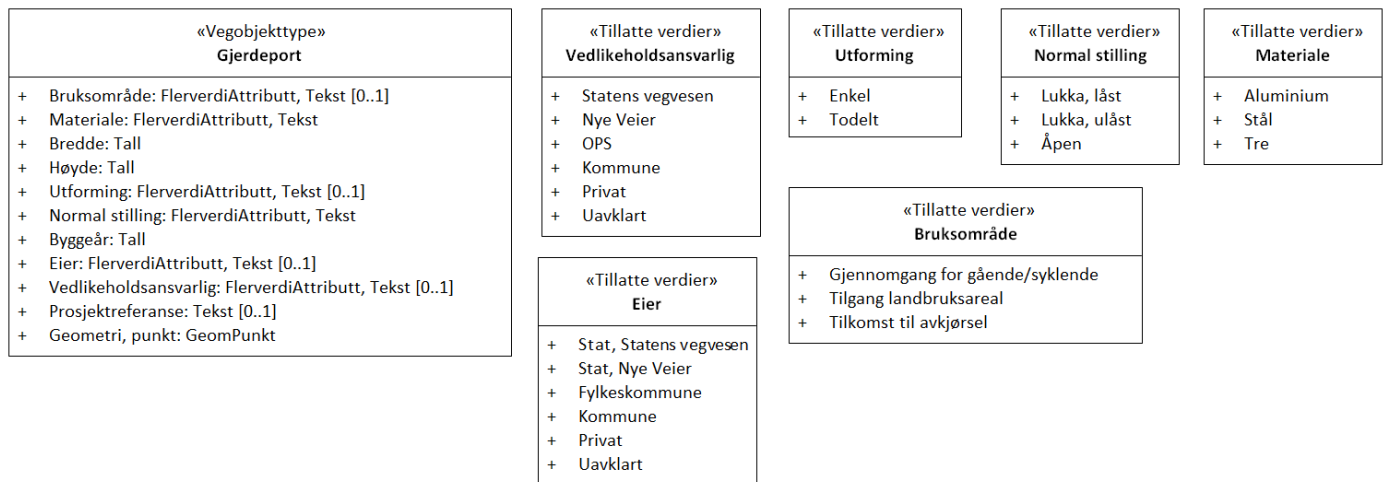 «Vegobjekttype»
Gjerdeport
+ Bruksområde: FlerverdiAttributt, Tekst [0..1]
+ Materiale: FlerverdiAttributt, Tekst
+ Bredde: Tall
+ Høyde: Tall
+ Utforming: FlerverdiAttributt, Tekst [0..1]
+ Normal stilling: FlerverdiAttributt, Tekst
+ Byggeår: Tall
+ Eier: FlerverdiAttributt, Tekst [0..1]
+ Vedlikeholdsansvarlig: FlerverdiAttributt, Tekst [0..1]
+ Prosjektreferanse: Tekst [0..1]
+ Geometri, punkt: GeomPunkt
«Tillatte verdier»
Vedlikeholdsansvarlig
+ Statens vegvesen
+ Nye Veier
+ OPS
+ Kommune
+ Privat
+ Uavklart
«Tillatte verdier»
Utforming
+ Enkel
+ Todelt
«Tillatte verdier»
Normal stilling
+ Lukka, låst
+ Lukka, ulåst
+ Åpen
«Tillatte verdier»
Materiale
+ Aluminium
+ Stål
+ Tre
«Tillatte verdier»
Eier
+ Stat, Statens vegvesen
+ Stat, Nye Veier
+ Fylkeskommune
+ Kommune
+ Privat
+ Uavklart
«Tillatte verdier»
Bruksområde
+ Gjennomgang for gående/syklende
+ Tilgang landbruksareal
+ Tilkomst til avkjørsel